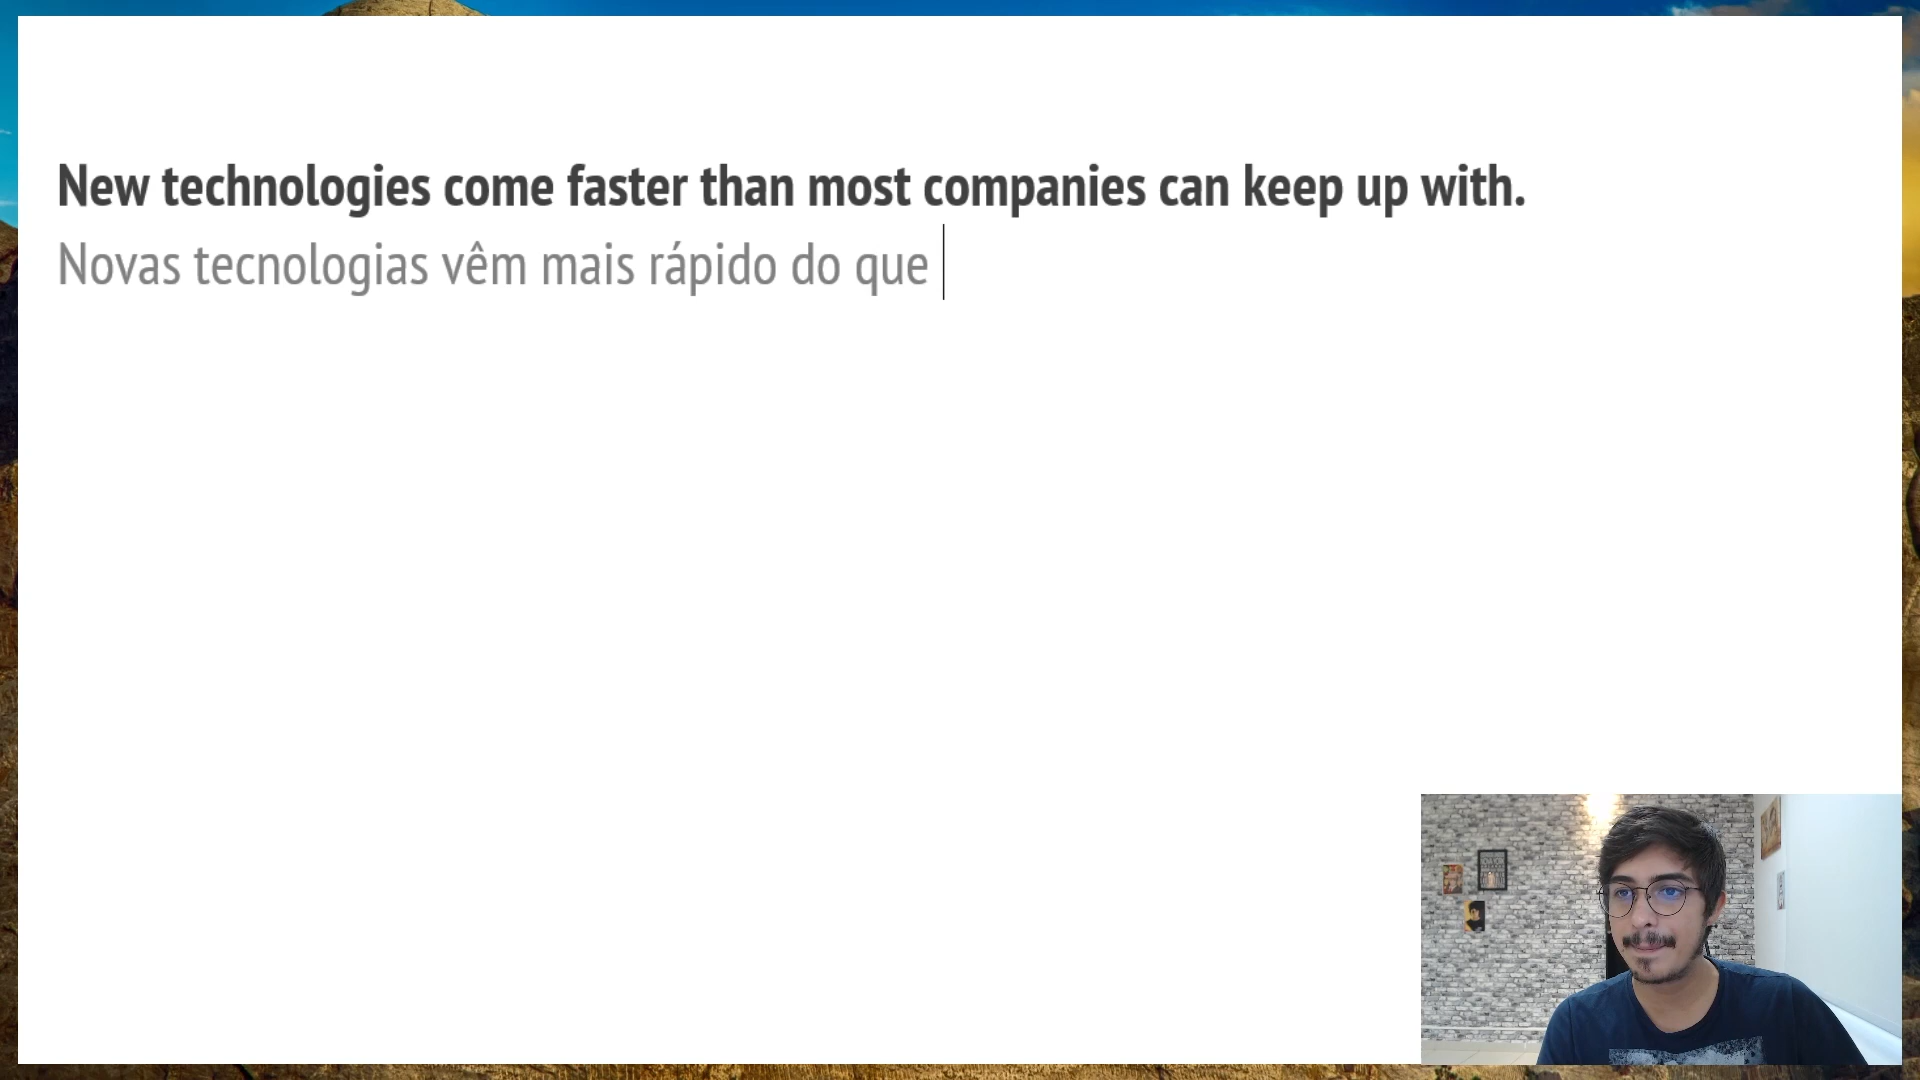 New technologies come faster than most companies can keep up with.
Novas tecnologias vêm mais rápido do que